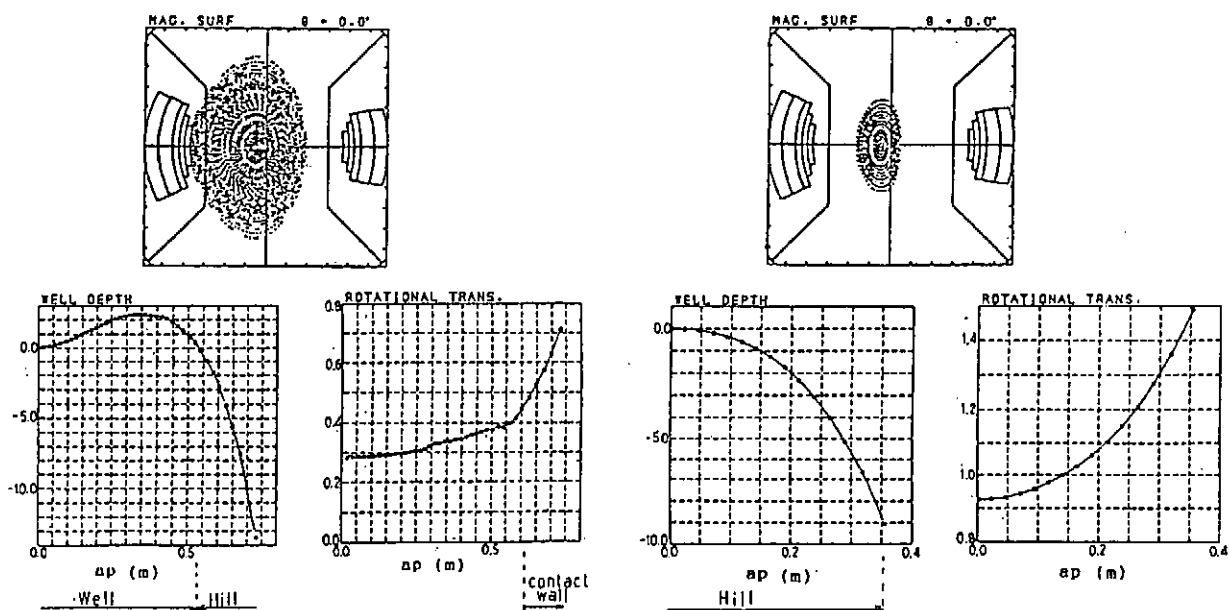 MAG. SURF θ = 0.0°
MAG. SURF θ = 0.0°
WELL DEPTH
0.0
-5.0
-10.0
0.0 0.5
ap (m)
Well Hill
ROTATIONAL TRANS.
0.8
0.6
0.4
0.2
0.0
0.0 0.5
ap (m)
contact
wall
WELL DEPTH
0.0
-5.0
-10.0
0.0 0.2 0.4
ap (m)
Hill
ROTATIONAL TRANS.
1.4
1.2
1.0
0.8
0.0 0.2 0.4
ap (m)